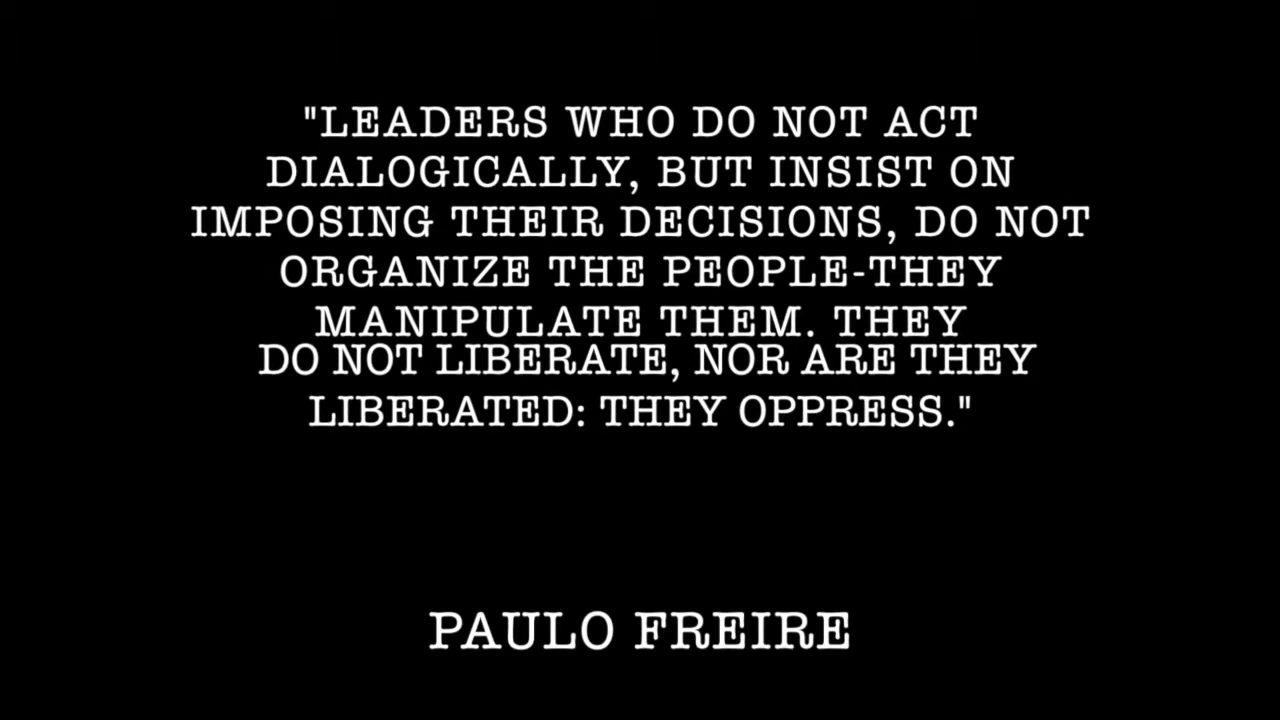 "LEADERS WHO DO NOT ACT
DIALOGICALLY, BUT INSIST ON
IMPOSING THEIR DECISIONS, DO NOT
ORGANIZE THE PEOPLE-THEY
MANIPULATE THEM. THEY
DO NOT LIBERATE, NOR ARE THEY
LIBERATED: THEY OPPRESS."
PAULO FREIRE